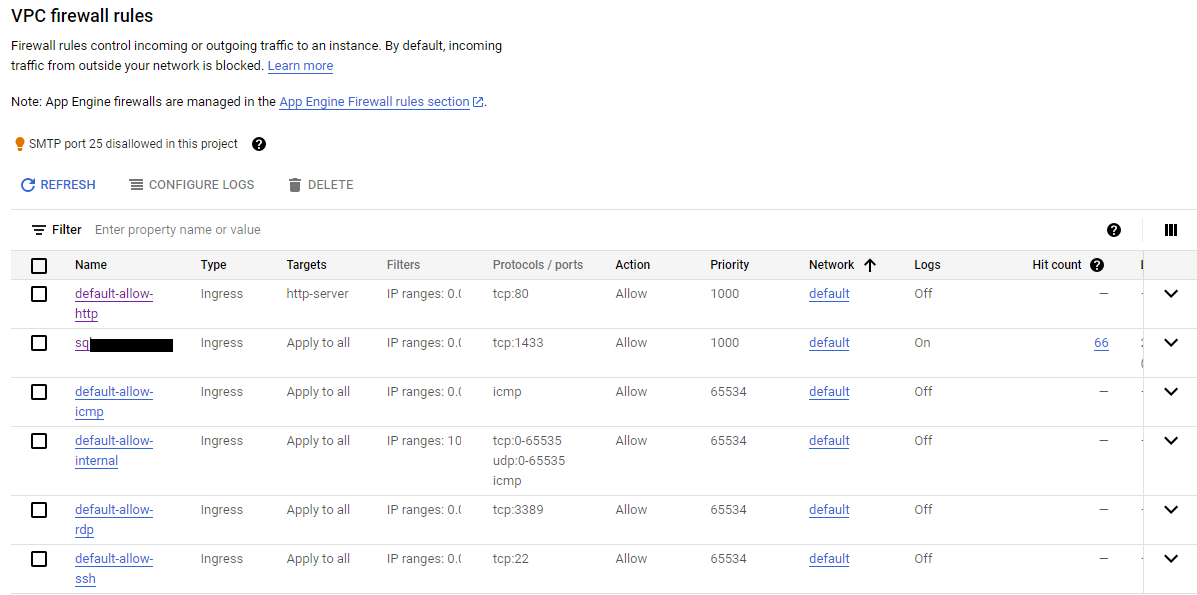 VPC firewall rules
Firewall rules control incoming or outgoing traffic to an instance. By default, incoming
traffic from outside your network is blocked. Learn more
Note: App Engine firewalls are managed in the App Engine Firewall rules section.
SMTP port 25 disallowed in this project
REFRESH CONFIGURE LOGS DELETE
Filter Enter property name or value
Name Type Targets Filters Protocols / ports Action Priority Network Logs Hit count
default-allow- Ingress http-server IP ranges: 0.0 tcp:80 Allow 1000 default Off —
http
sq Ingress Apply to all IP ranges: 0.0 tcp:1433 Allow 1000 default On 66
default-allow- Ingress Apply to all IP ranges: 0.0 icmp Allow 65534 default Off —
icmp
default-allow- Ingress Apply to all IP ranges: 10 tcp:0-65535 Allow 65534 default Off —
internal udp:0-65535
icmp
default-allow- Ingress Apply to all IP ranges: 0.0 tcp:3389 Allow 65534 default Off —
rdp
default-allow- Ingress Apply to all IP ranges: 0.0 tcp:22 Allow 65534 default Off —
ssh